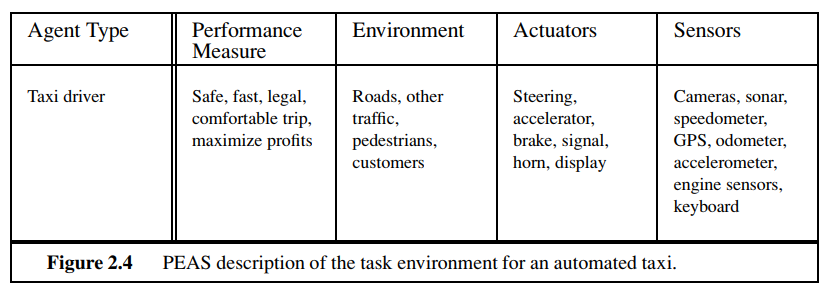 Agent Type
Performance
Measure
Environment
Actuators
Sensors
Taxi driver
Safe, fast, legal,
comfortable trip,
maximize profits
Roads, other
traffic,
pedestrians,
customers
Steering,
accelerator,
brake, signal,
horn, display
Cameras, sonar,
speedometer,
GPS, odometer,
accelerometer,
engine sensors,
keyboard
Figure 2.4 PEAS description of the task environment for an automated taxi.